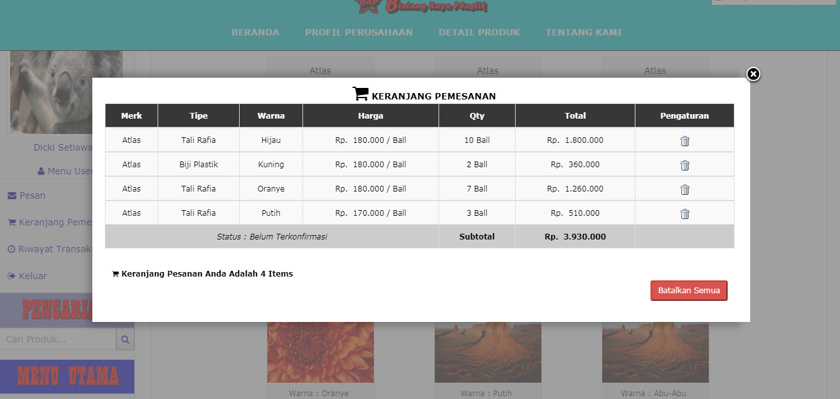 Bintang Raya Plastik
BERANDA PROFIL PERUSAHAAN DETAIL PRODUK TENTANG KAMI
Atlas Atlas Atlas
KERANJANG PEMESANAN
Merk Tipe Warna Harga Qty Total Pengaturan
Atlas Tali Rafia Hijau Rp. 180.000 / Ball 10 Ball Rp. 1.800.000
Atlas Biji Plastik Kuning Rp. 180.000 / Ball 2 Ball Rp. 360.000
Atlas Tali Rafia Oranye Rp. 180.000 / Ball 7 Ball Rp. 1.260.000
Atlas Tali Rafia Putih Rp. 170.000 / Ball 3 Ball Rp. 510.000
Status : Belum Terkonfirmasi Subtotal Rp. 3.930.000
Keranjang Pesanan Anda Adalah 4 Items
Batalkan Semua
Dicki Setiawa
Menu User
Pesan
Keranjang Peme
Riwayat Transak
Keluar
PENCARIA
Cari Produk...
MENU UTAMA
Warna : Oranye Warna : Putih Warna : Abu-Abu